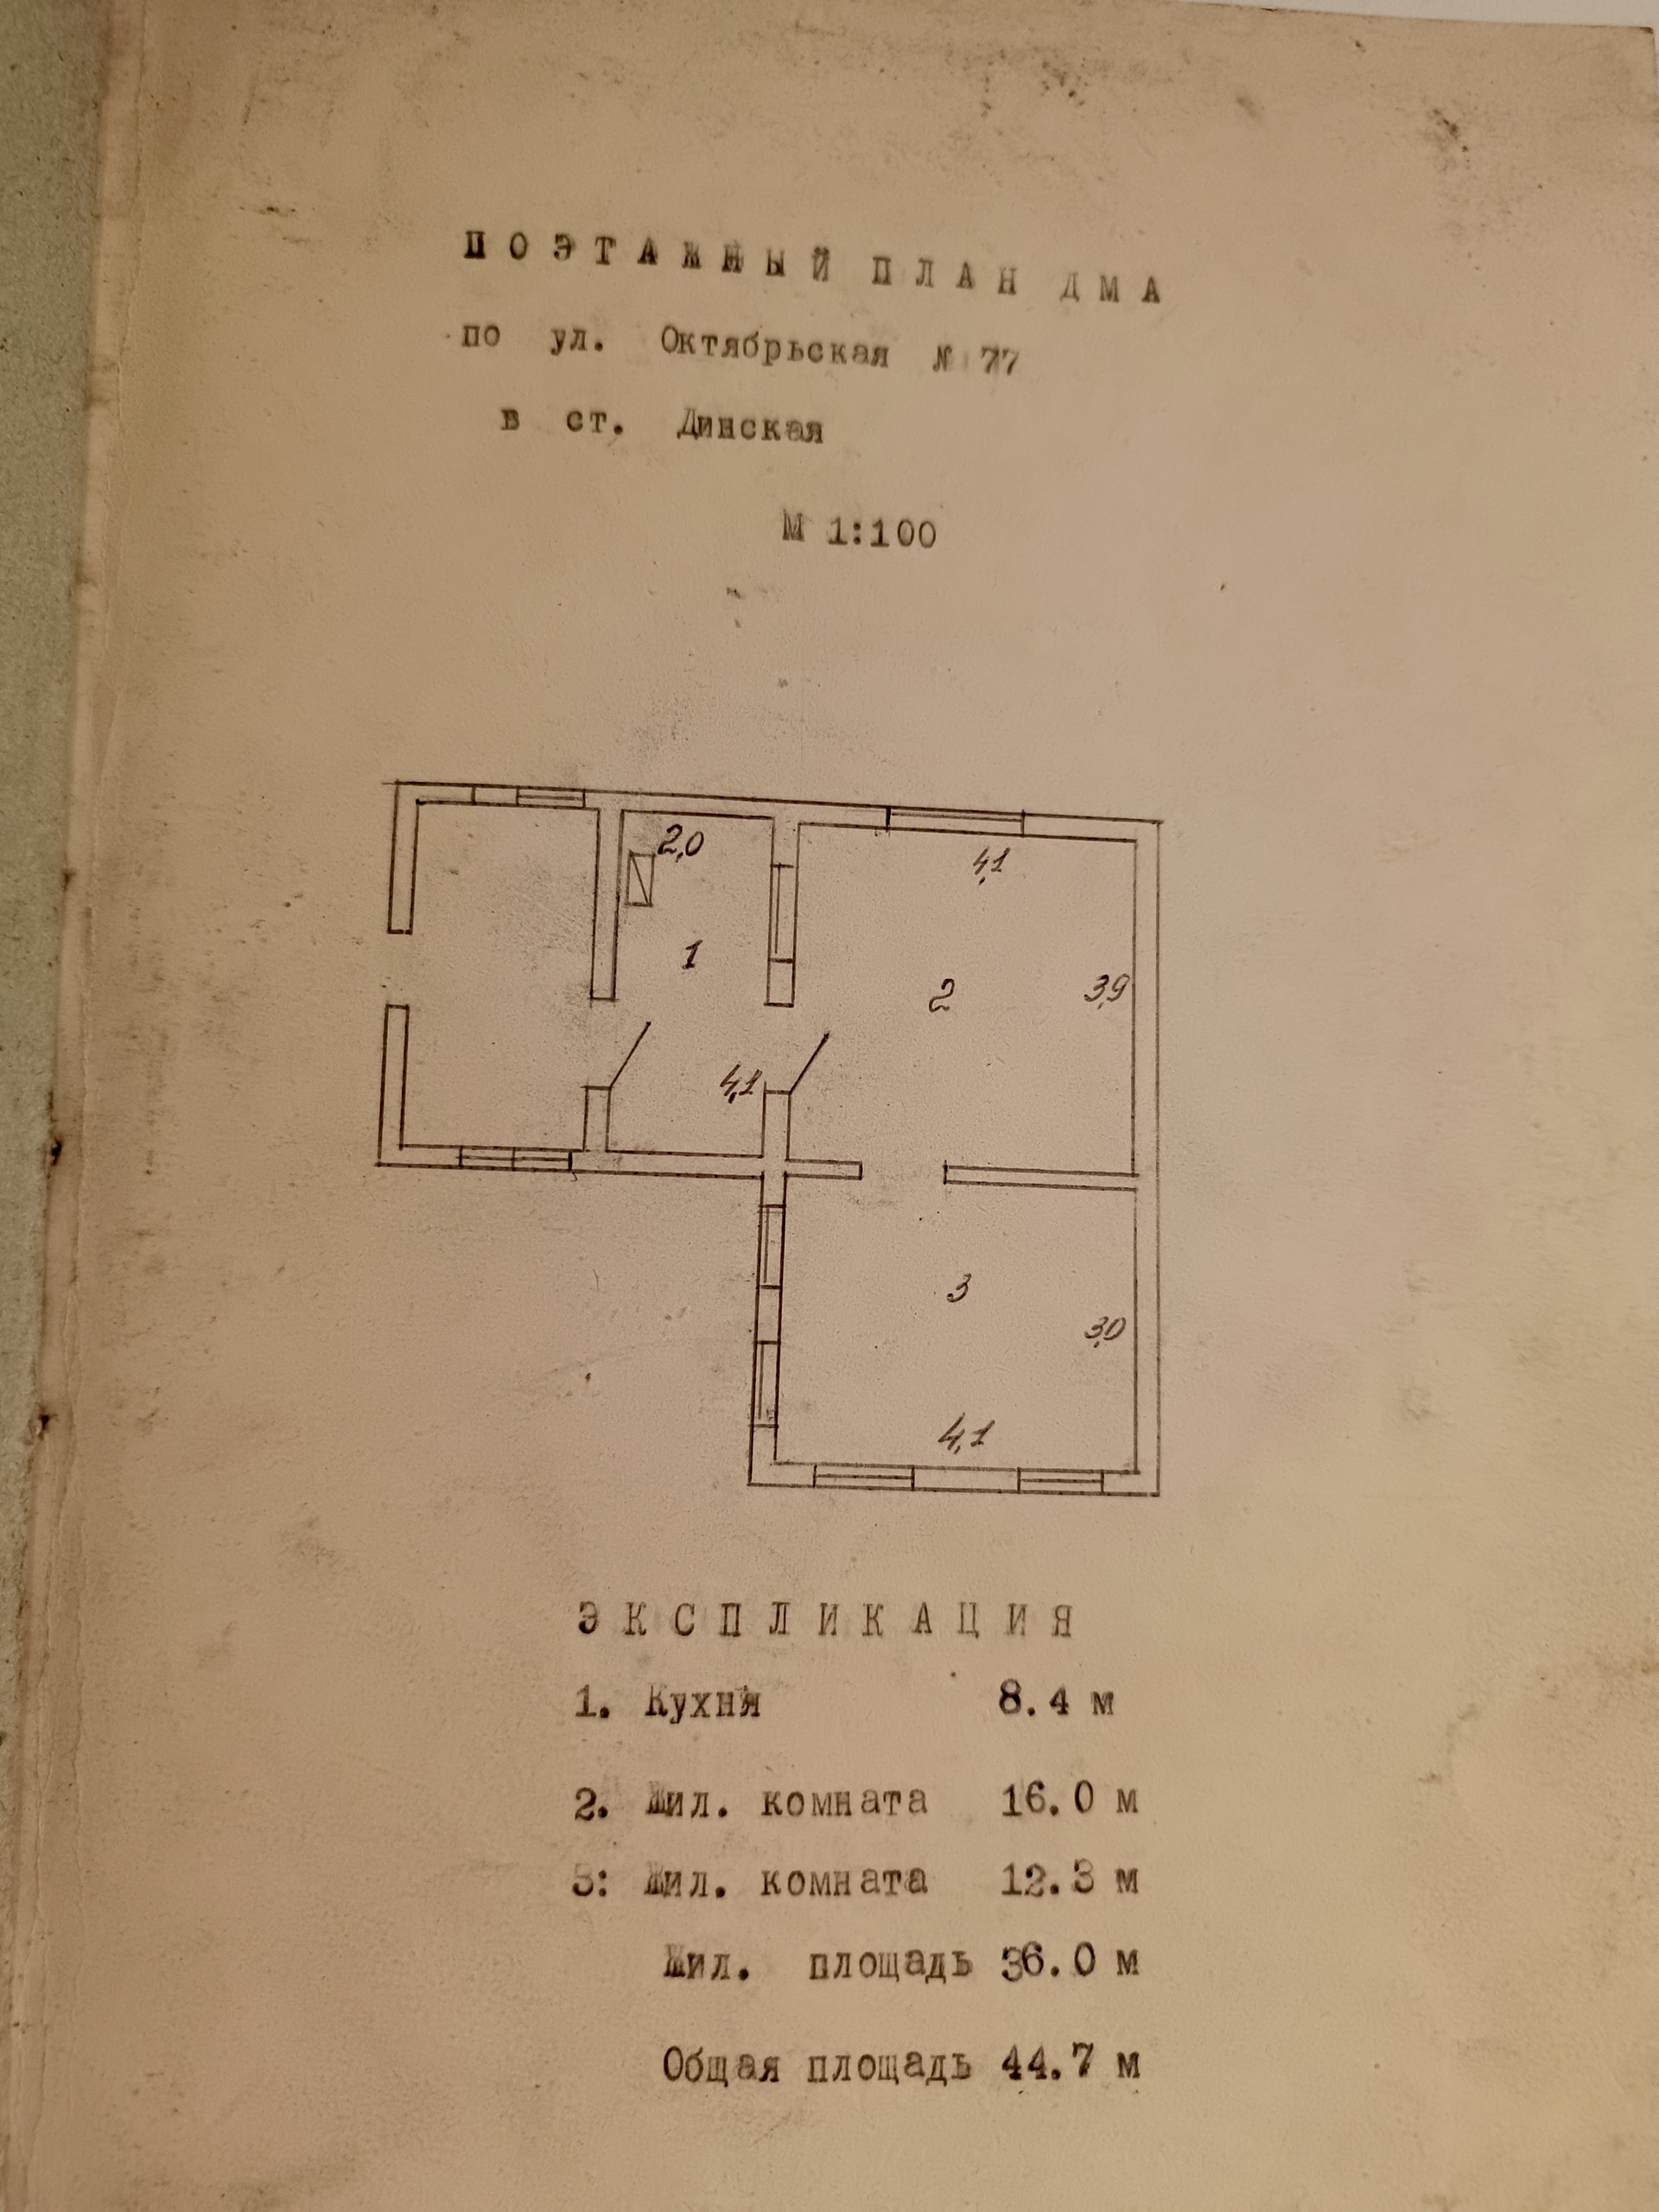 ПОЭТАЖНЫЙ ПЛАН ДМА
по ул. Октябрьская № 77
в ст. Динская
М 1:100
2,0
4,1
1
2
3,9
4,1
3
3,0
4,1
ЭКСПЛИКАЦИЯ
1. Кухня 8.4 м
2. Жил. комната 16.0 м
3: Жил. комната 12.3 м
Жил. площадь 36.0 м
Общая площадь 44.7 м